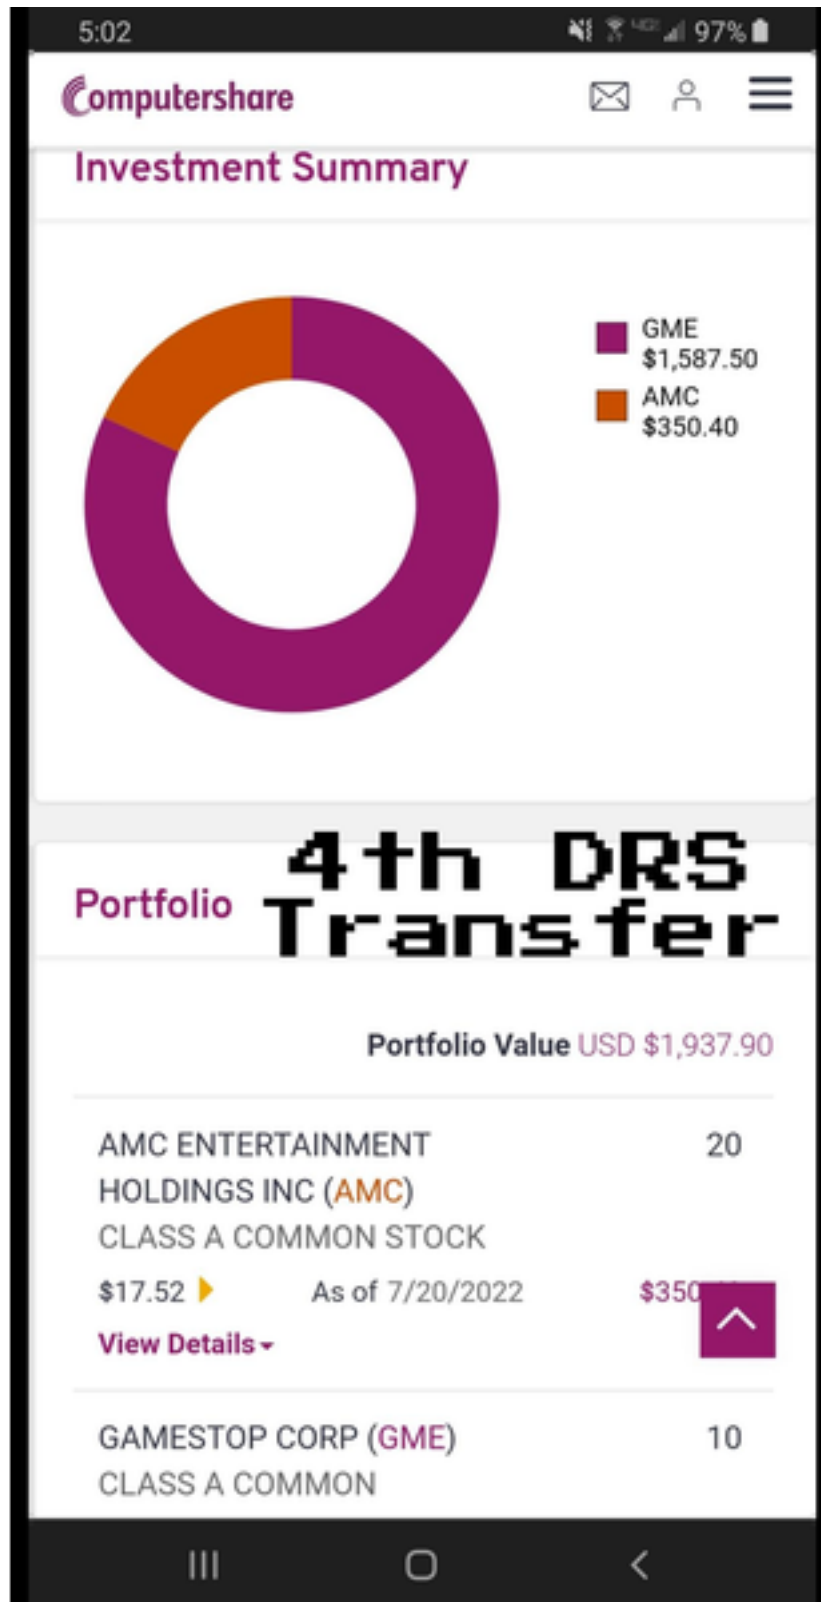 5:02
97%
Computershare
Investment Summary
GME
$1,587.50
AMC
$350.40
4th DRS
Portfolio
Transfer
Portfolio Value USD $1,937.90
AMC ENTERTAINMENT 20
HOLDINGS INC (AMC)
CLASS A COMMON STOCK
$17.52 As of 7/20/2022 $350
View Details
GAMESTOP CORP (GME) 10
CLASS A COMMON